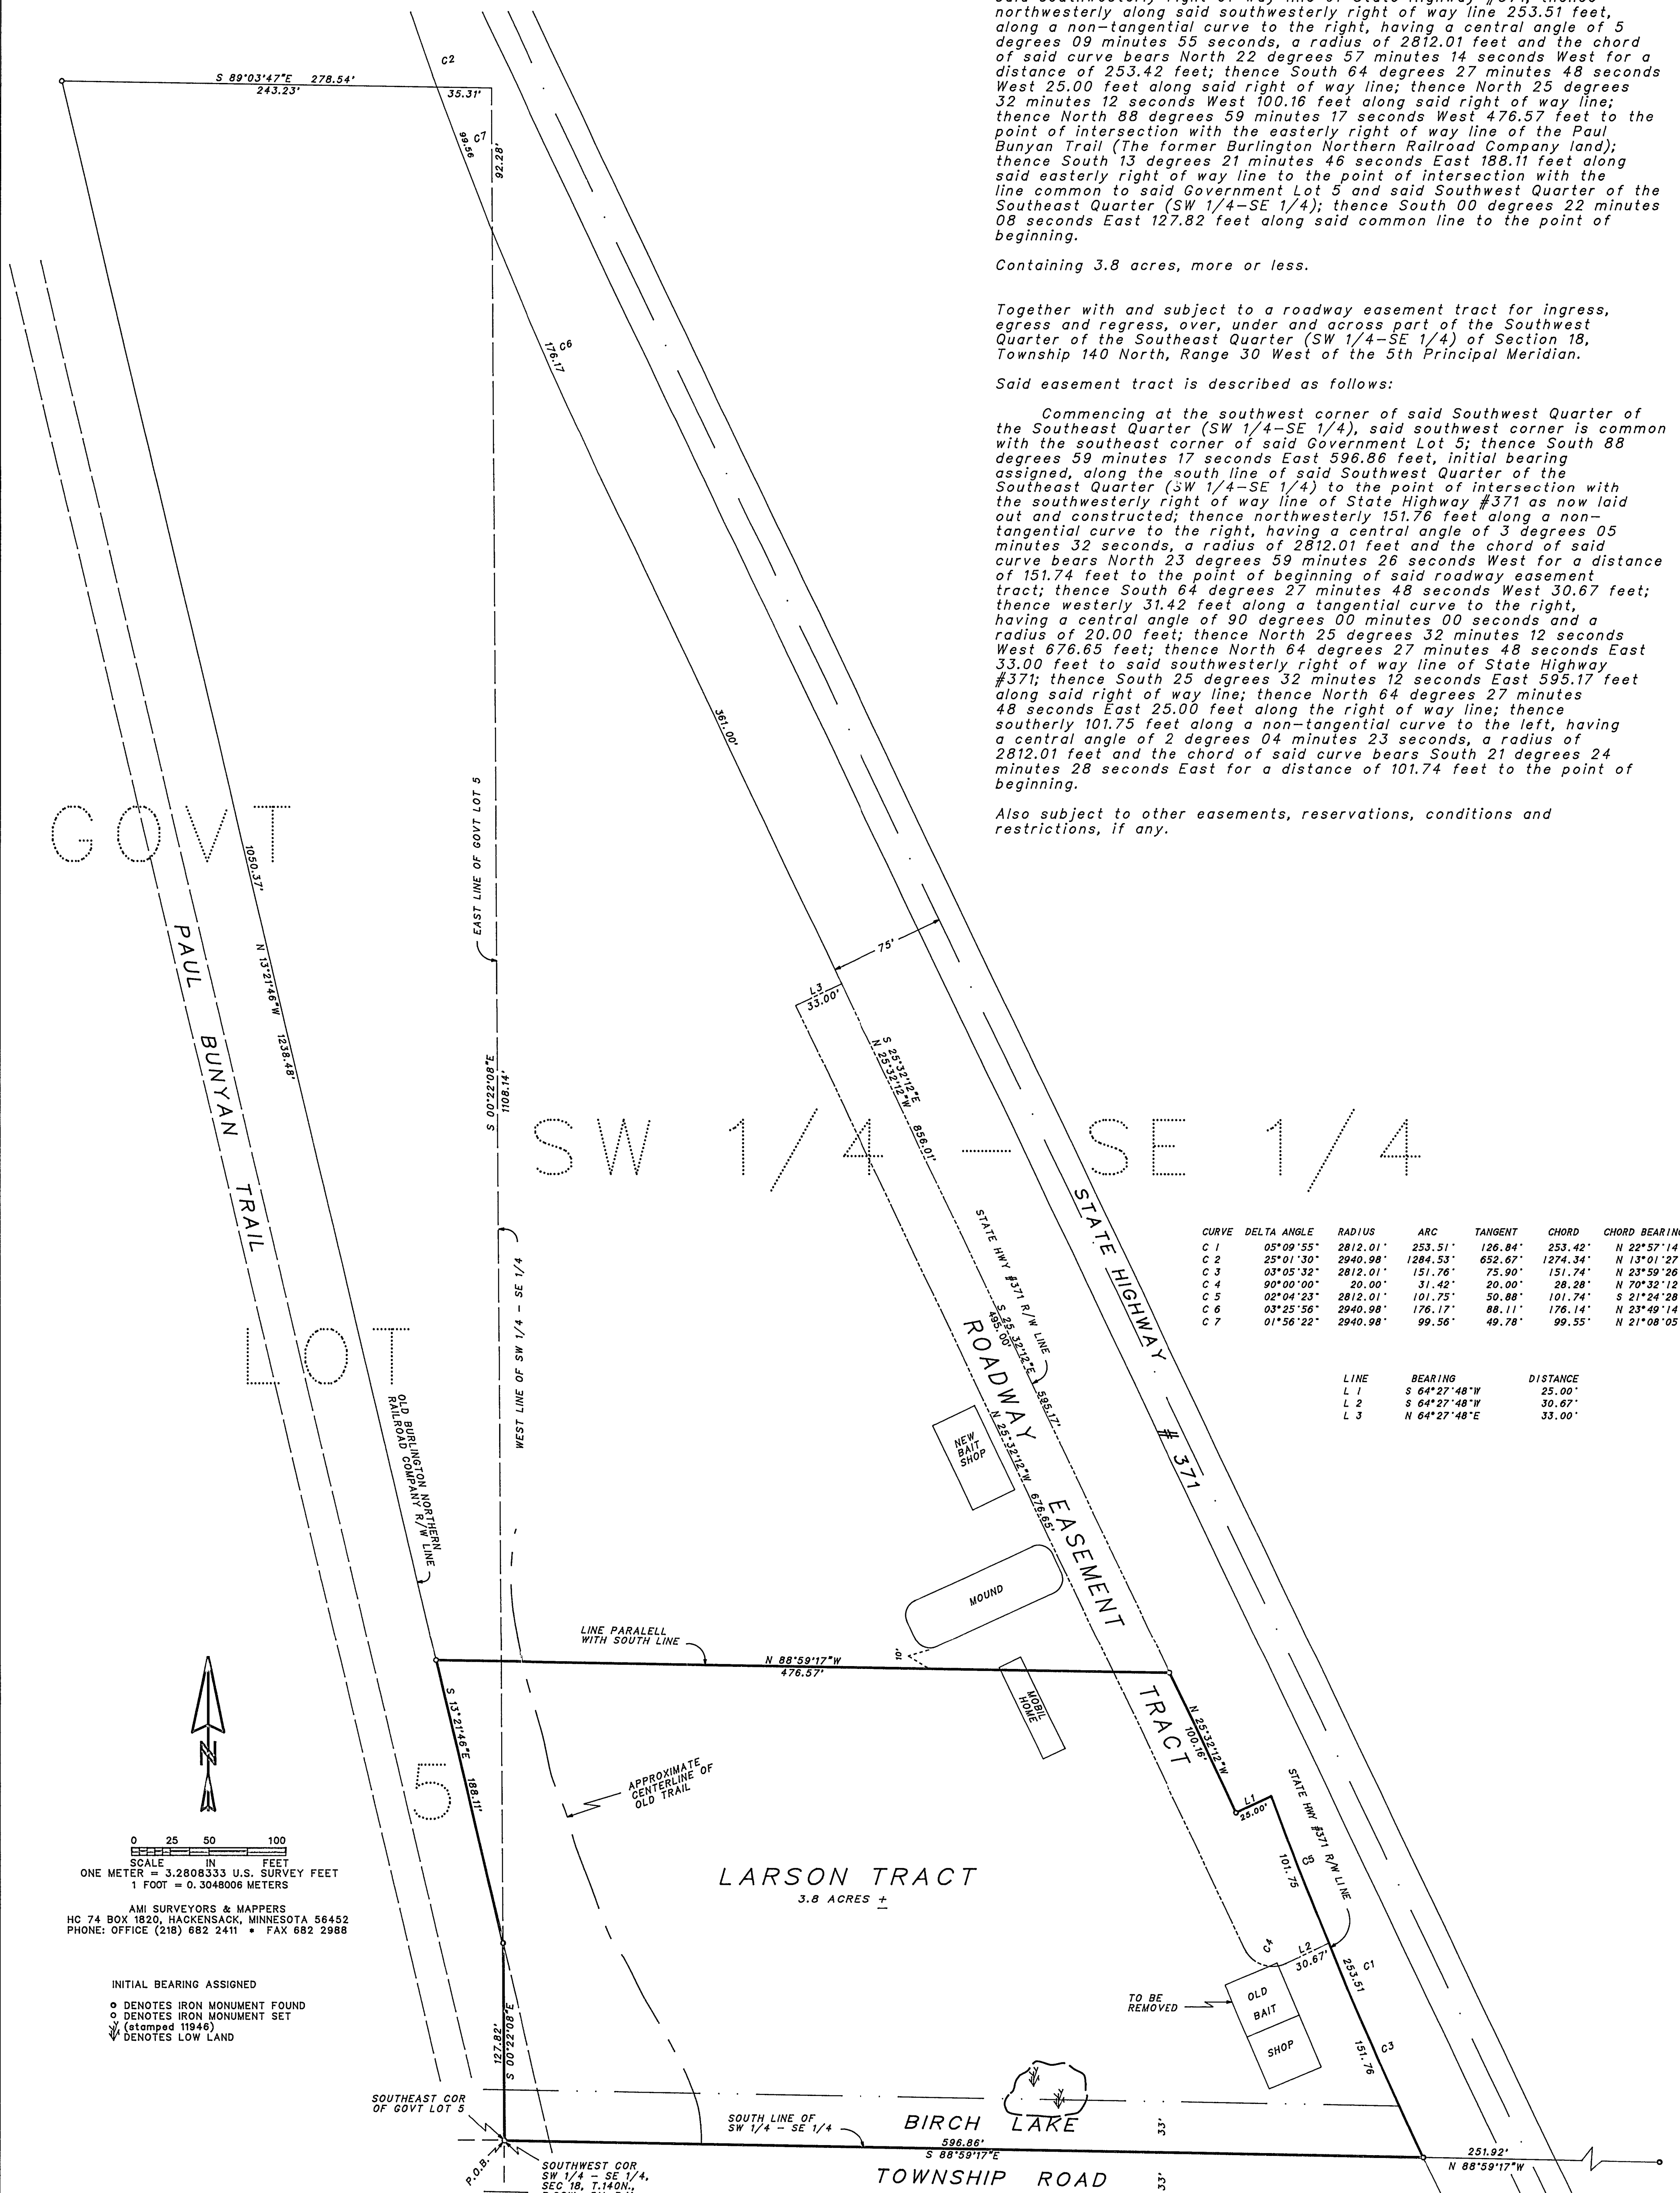 northwesterly along said southwesterly right of way line 253.51 feet,
along a non-tangential curve to the right, having a central angle of 5
degrees 09 minutes 55 seconds, a radius of 2812.01 feet and the chord
of said curve bears North 22 degrees 57 minutes 14 seconds West for a
distance of 253.42 feet; thence South 64 degrees 27 minutes 48 seconds
West 25.00 feet along said right of way line; thence North 25 degrees
32 minutes 12 seconds West 100.16 feet along said right of way line;
thence North 88 degrees 59 minutes 17 seconds West 476.57 feet to the
point of intersection with the easterly right of way line of the Paul
Bunyan Trail (The former Burlington Northern Railroad Company land);
thence South 13 degrees 21 minutes 46 seconds East 188.11 feet along
said easterly right of way line to the point of intersection with the
line common to said Government Lot 5 and said Southwest Quarter of the
Southeast Quarter (SW 1/4-SE 1/4); thence South 00 degrees 22 minutes
08 seconds East 127.82 feet along said common line to the point of
beginning.
Containing 3.8 acres, more or less.
Together with and subject to a roadway easement tract for ingress,
egress and regress, over, under and across part of the Southwest
Quarter of the Southeast Quarter (SW 1/4-SE 1/4) of Section 18,
Township 140 North, Range 30 West of the 5th Principal Meridian.
Said easement tract is described as follows:
Commencing at the southwest corner of said Southwest Quarter of
the Southeast Quarter (SW 1/4-SE 1/4), said southwest corner is common
with the southeast corner of said Government Lot 5; thence South 88
degrees 59 minutes 17 seconds East 596.86 feet, initial bearing
assigned, along the south line of said Southwest Quarter of the
Southeast Quarter (SW 1/4-SE 1/4) to the point of intersection with
the southwesterly right of way line of State Highway #371 as now laid
out and constructed; thence northwesterly 151.76 feet along a non-
tangential curve to the right, having a central angle of 3 degrees 05
minutes 32 seconds, a radius of 2812.01 feet and the chord of said
curve bears North 23 degrees 59 minutes 26 seconds West for a distance
of 151.74 feet to the point of beginning of said roadway easement
tract; thence South 64 degrees 27 minutes 48 seconds West 30.67 feet;
thence westerly 31.42 feet along a tangential curve to the right,
having a central angle of 90 degrees 00 minutes 00 seconds and a
radius of 20.00 feet; thence North 25 degrees 32 minutes 12 seconds
West 676.65 feet; thence North 64 degrees 27 minutes 48 seconds East
33.00 feet to said southwesterly right of way line of State Highway
#371; thence South 25 degrees 32 minutes 12 seconds East 595.17 feet
along said right of way line; thence North 64 degrees 27 minutes
48 seconds East 25.00 feet along the right of way line; thence
southerly 101.75 feet along a non-tangential curve to the left, having
a central angle of 2 degrees 04 minutes 23 seconds, a radius of
2812.01 feet and the chord of said curve bears South 21 degrees 24
minutes 28 seconds East for a distance of 101.74 feet to the point of
beginning.
Also subject to other easements, reservations, conditions and
restrictions, if any.
C2
S 89°03'47"E 278.54'
243.23'
35.31'
C7
99.56
92.28'
C6
176.17
361.00'
EAST LINE OF GOVT LOT 5
GOVT
LOT
5
1050.37'
N 13°21'46"W 1238.48'
PAUL BUNYAN TRAIL
75'
L3
33.00'
S 25°32'12"E
N 25°32'12"W 856.01'
S 00°22'08"E
1108.14'
SW 1/4 - SE 1/4
STATE HIGHWAY # 371
STATE HWY #371 R/W LINE
S 25°32'12"E 595.17'
495.00'
ROADWAY EASEMENT TRACT
N 25°32'12"W 676.65'
WEST LINE OF SW 1/4 - SE 1/4
CURVE DELTA ANGLE RADIUS ARC TANGENT CHORD CHORD BEARING
C 1 05°09'55" 2812.01' 253.51' 126.84' 253.42' N 22°57'14
C 2 25°01'30" 2940.98' 1284.53' 652.67' 1274.34' N 13°01'27
C 3 03°05'32" 2812.01' 151.76' 75.90' 151.74' N 23°59'26
C 4 90°00'00" 20.00' 31.42' 20.00' 28.28' N 70°32'12
C 5 02°04'23" 2812.01' 101.75' 50.88' 101.74' S 21°24'28
C 6 03°25'56" 2940.98' 176.17' 88.11' 176.14' N 23°49'14
C 7 01°56'22" 2940.98' 99.56' 49.78' 99.55' N 21°08'05
LINE BEARING DISTANCE
L 1 S 64°27'48"W 25.00'
L 2 S 64°27'48"W 30.67'
L 3 N 64°27'48"E 33.00'
OLD BURLINGTON NORTHERN
RAILROAD COMPANY R/W LINE
NEW
BAIT
SHOP
MOUND
10'
MOBIL
HOME
LINE PARALELL
WITH SOUTH LINE
N 88°59'17"W
476.57'
S 13°21'46"E 188.11'
N 25°32'12"W
100.16'
L1
25.00'
STATE HWY #371 R/W LINE
C5
101.75
APPROXIMATE
CENTERLINE OF
OLD TRAIL
LARSON TRACT
3.8 ACRES ±
N
0 25 50 100
SCALE IN FEET
ONE METER = 3.2808333 U.S. SURVEY FEET
1 FOOT = 0.3048006 METERS
AMI SURVEYORS & MAPPERS
HC 74 BOX 1820, HACKENSACK, MINNESOTA 56452
PHONE: OFFICE (218) 682 2411 * FAX 682 2988
INITIAL BEARING ASSIGNED
DENOTES IRON MONUMENT FOUND
DENOTES IRON MONUMENT SET
(stamped 11946)
DENOTES LOW LAND
C4
L2
30.67'
253.51
C1
TO BE
REMOVED
OLD
BAIT
SHOP
151.76
C3
127.82'
S 00°22'08"E
SOUTHEAST COR
OF GOVT LOT 5
P.O.B.
SOUTH LINE OF
SW 1/4 - SE 1/4
BIRCH LAKE
33'
596.86'
S 88°59'17"E
TOWNSHIP ROAD
33'
251.92'
N 88°59'17"W
SOUTHWEST COR
SW 1/4 - SE 1/4,
SEC 18, T.140N.,